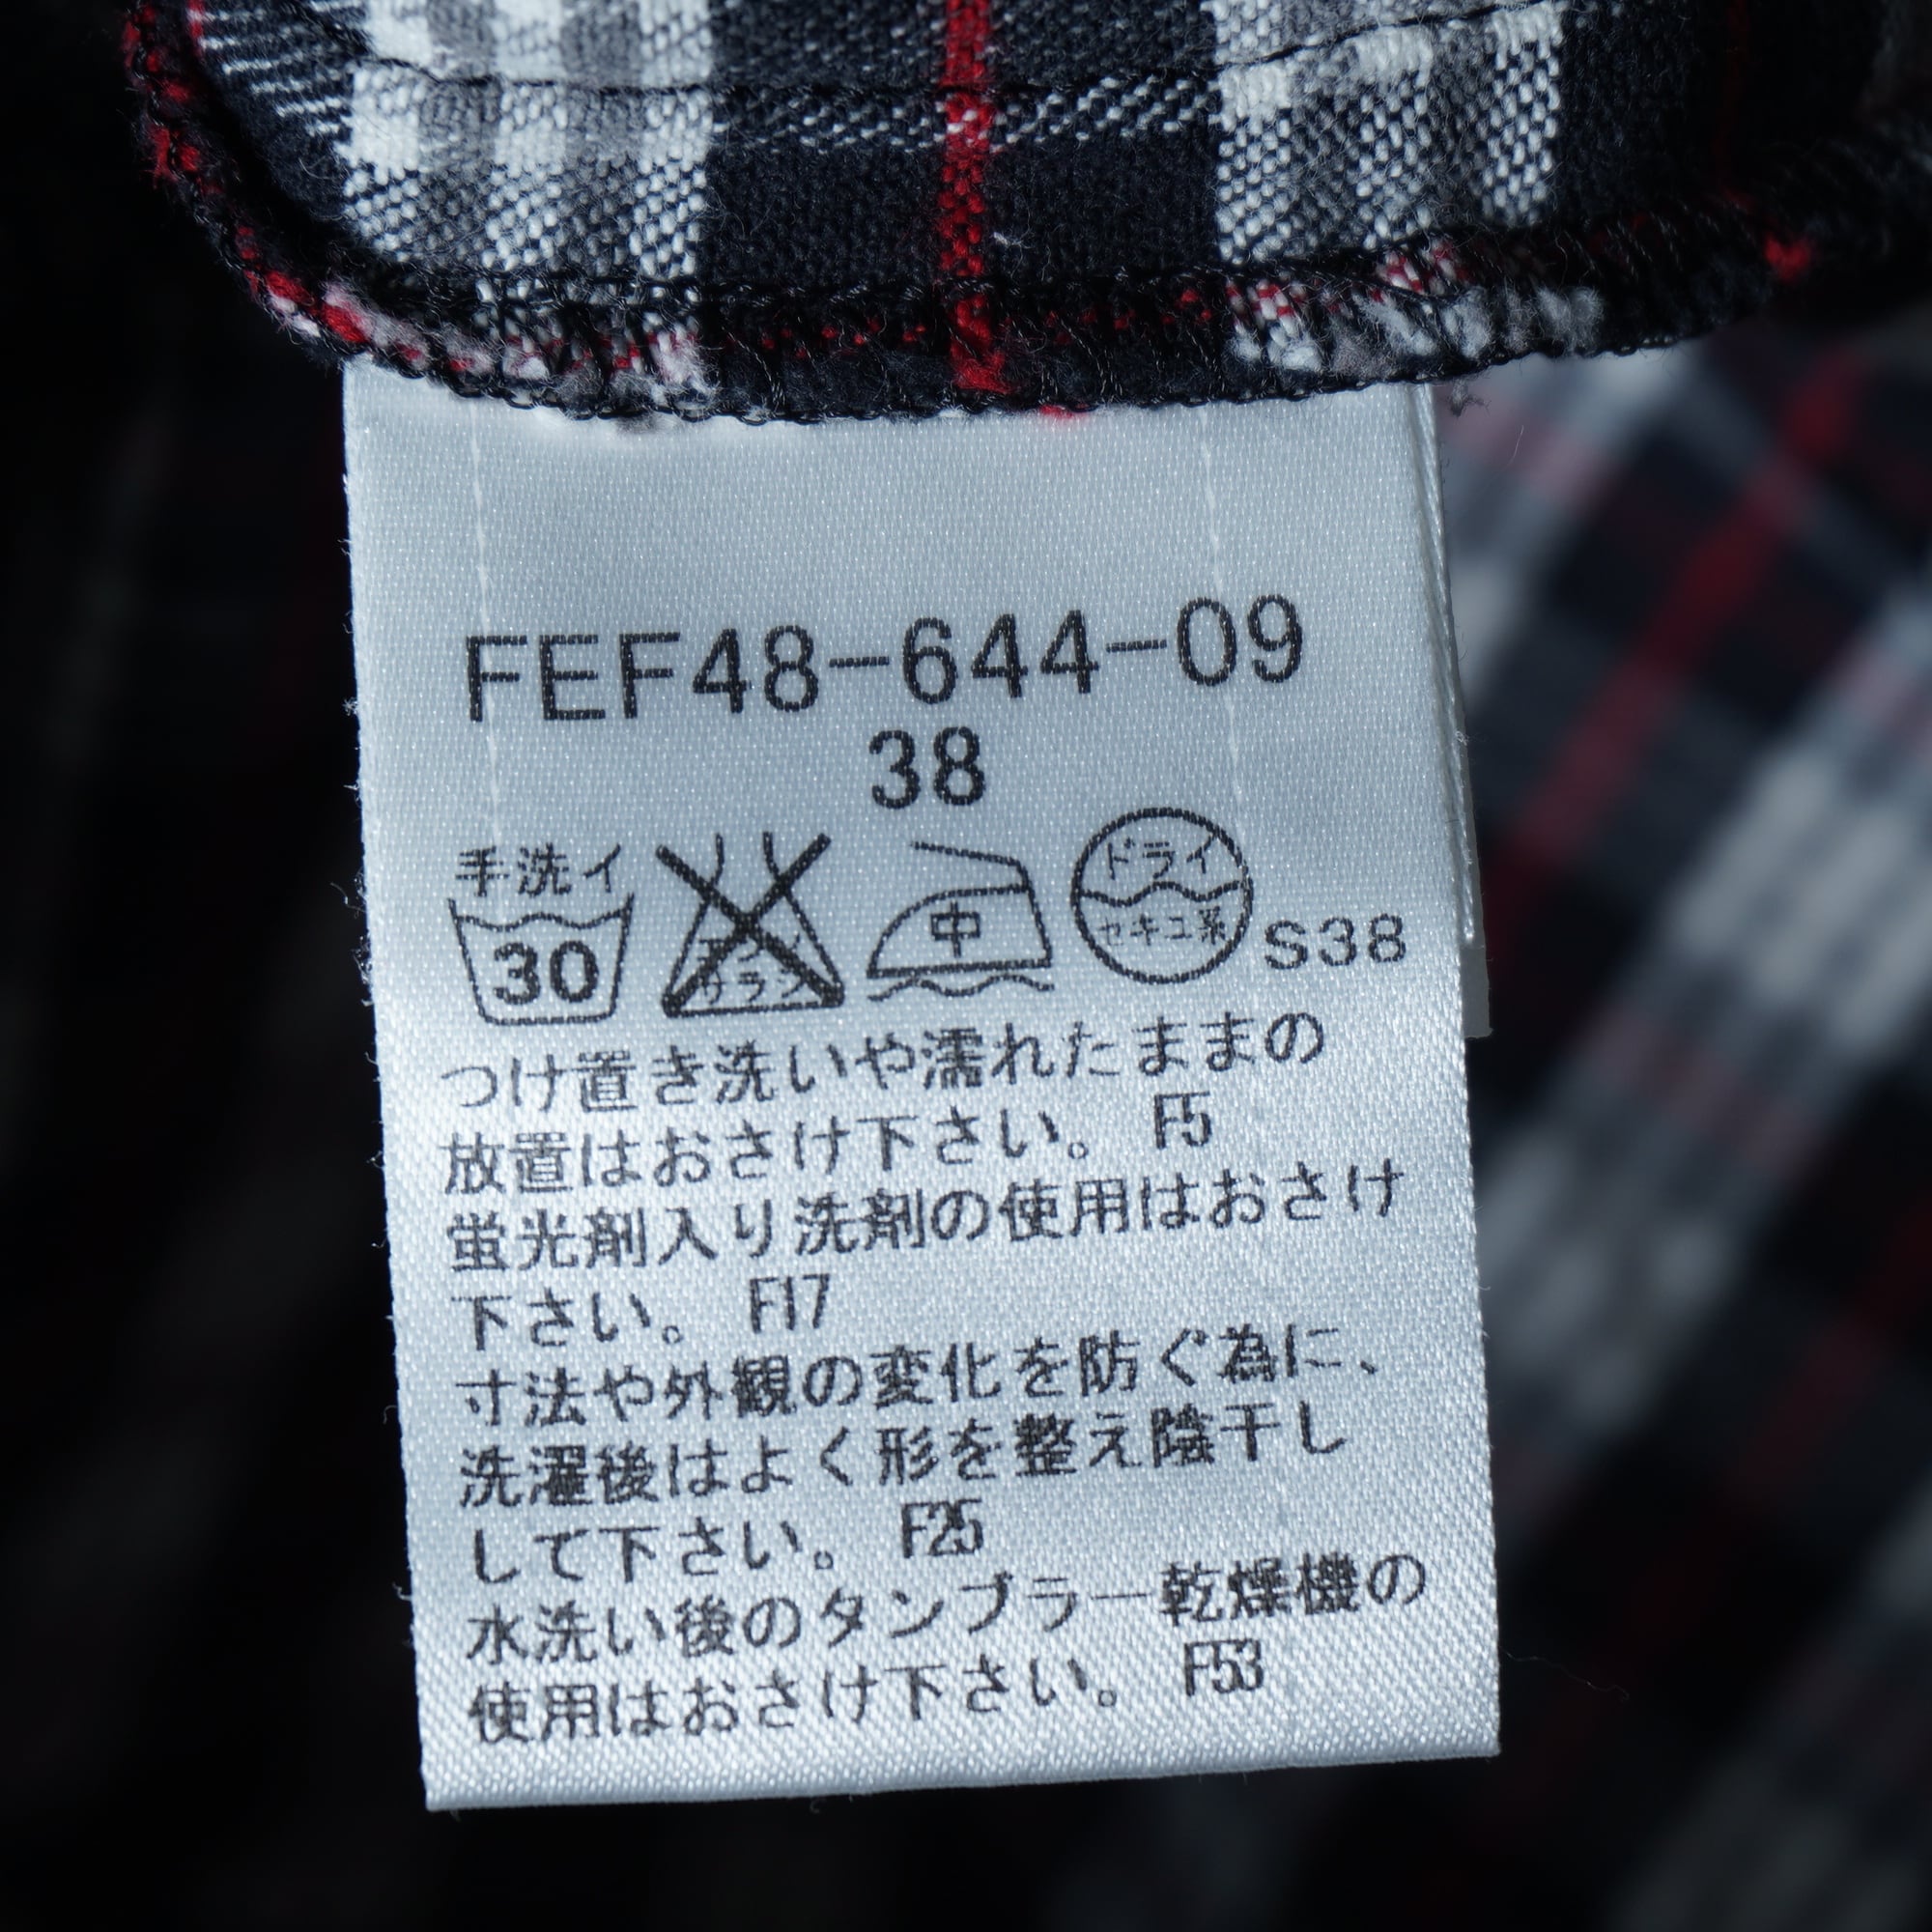 FEF48-644-09
38
手洗イ
30
エンソ
サラシ
中
ドライ
セキユ系
S38
つけ置き洗いや濡れたままの
放置はおさけ下さい。 F5
蛍光剤入り洗剤の使用はおさけ
下さい。 F17
寸法や外観の変化を防ぐ為に、
洗濯後はよく形を整え陰干し
して下さい。 F25
水洗い後のタンブラー乾燥機の
使用はおさけ下さい。 F53